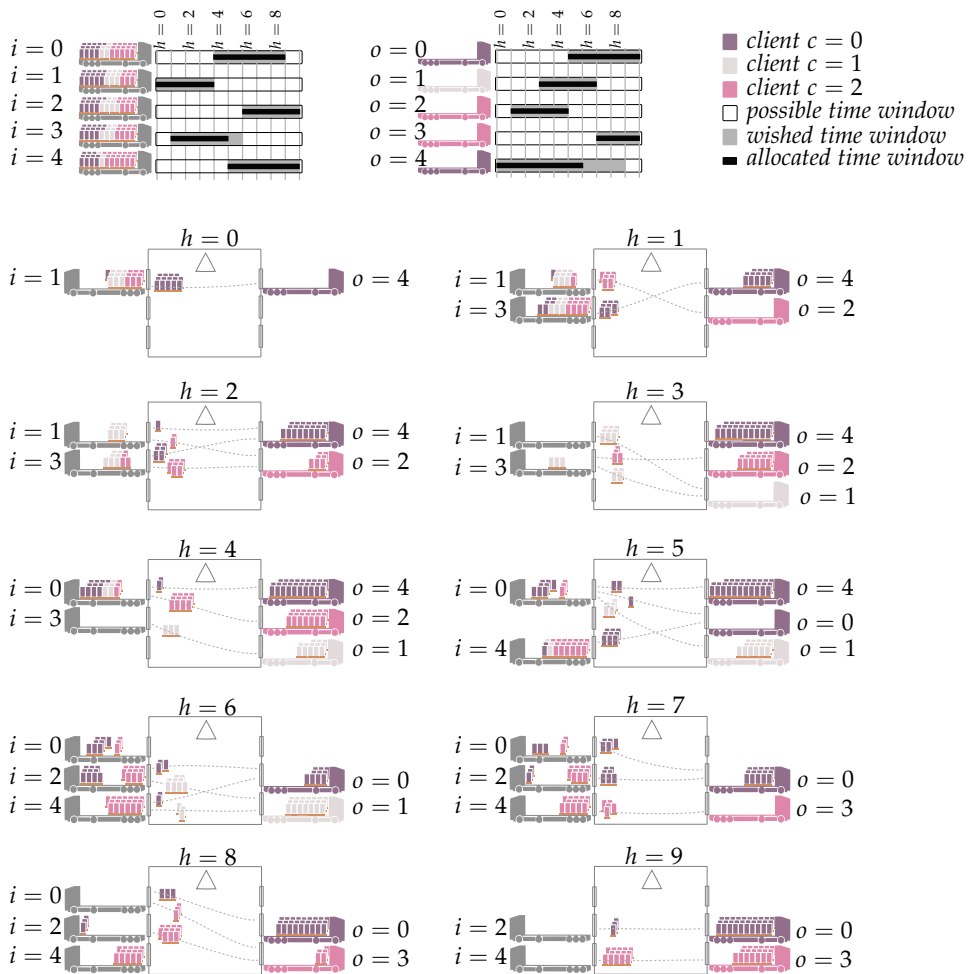 h = 0
h = 2
h = 4
h = 6
h = 8
i = 0
i = 1
i = 2
i = 3
i = 4
h = 0
h = 2
h = 4
h = 6
h = 8
o = 0
o = 1
o = 2
o = 3
o = 4
client c = 0
client c = 1
client c = 2
possible time window
wished time window
allocated time window
h = 0
i = 1
o = 4
h = 1
i = 1
i = 3
o = 4
o = 2
h = 2
i = 1
i = 3
o = 4
o = 2
h = 3
i = 1
i = 3
o = 4
o = 2
o = 1
h = 4
i = 0
i = 3
o = 4
o = 2
o = 1
h = 5
i = 0
i = 4
o = 4
o = 0
o = 1
h = 6
i = 0
i = 2
i = 4
o = 0
o = 1
h = 7
i = 0
i = 2
i = 4
o = 0
o = 3
h = 8
i = 0
i = 2
i = 4
o = 0
o = 3
h = 9
i = 2
i = 4
o = 0
o = 3